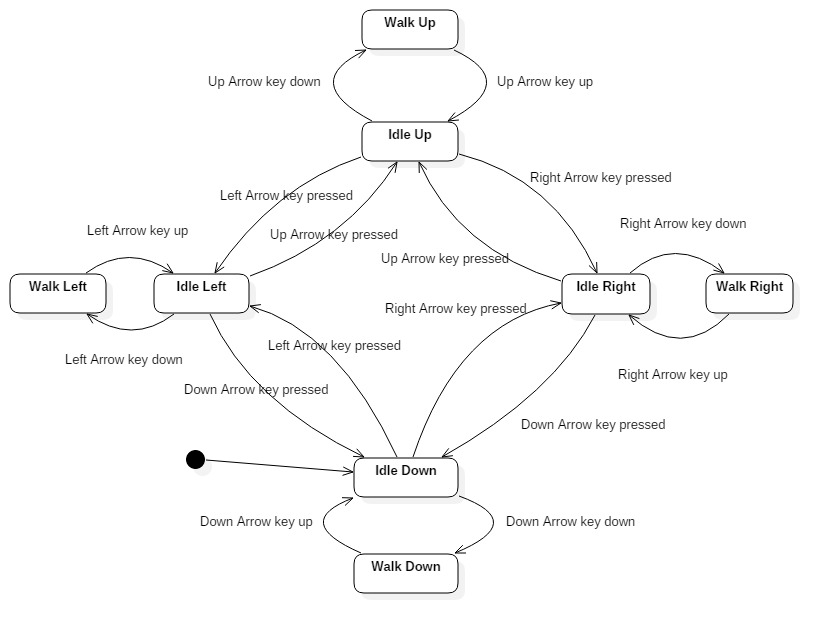 Walk Up
Up Arrow key down
Up Arrow key up
Idle Up
Right Arrow key pressed
Left Arrow key pressed
Left Arrow key up
Up Arrow key pressed
Right Arrow key down
Up Arrow key pressed
Walk Left
Idle Left
Idle Right
Walk Right
Right Arrow key pressed
Left Arrow key pressed
Left Arrow key down
Right Arrow key up
Down Arrow key pressed
Down Arrow key pressed
Idle Down
Down Arrow key up
Down Arrow key down
Walk Down